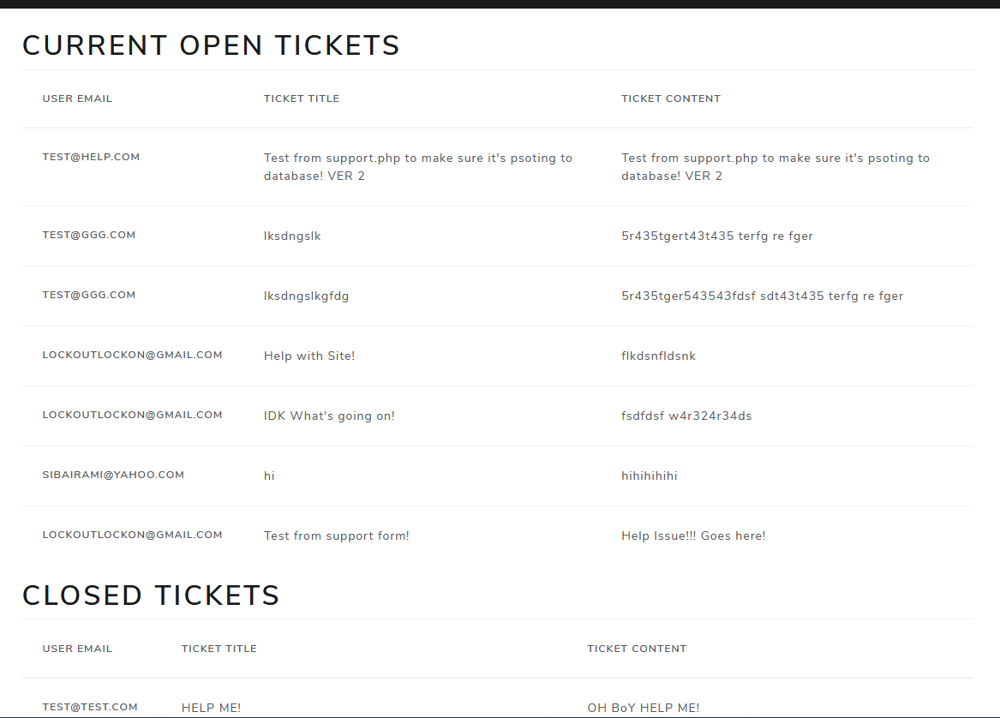 CURRENT OPEN TICKETS
USER EMAIL TICKET TITLE TICKET CONTENT
TEST@HELP.COM Test from support.php to make sure it's psoting to Test from support.php to make sure it's psoting to
database! VER 2 database! VER 2
TEST@GGG.COM lksdngslk 5r435tgert43t435 terfg re fger
TEST@GGG.COM lksdngslkgfdg 5r435tger543543fdsf sdt43t435 terfg re fger
LOCKOUTLOCKON@GMAIL.COM Help with Site! flkdsnfldsnk
LOCKOUTLOCKON@GMAIL.COM IDK What's going on! fsdfdsf w4r324r34ds
SIBAIRAMI@YAHOO.COM hi hihihihihi
LOCKOUTLOCKON@GMAIL.COM Test from support form! Help Issue!!! Goes here!
CLOSED TICKETS
USER EMAIL TICKET TITLE TICKET CONTENT
TEST@TEST.COM HELP ME! OH BoY HELP ME!